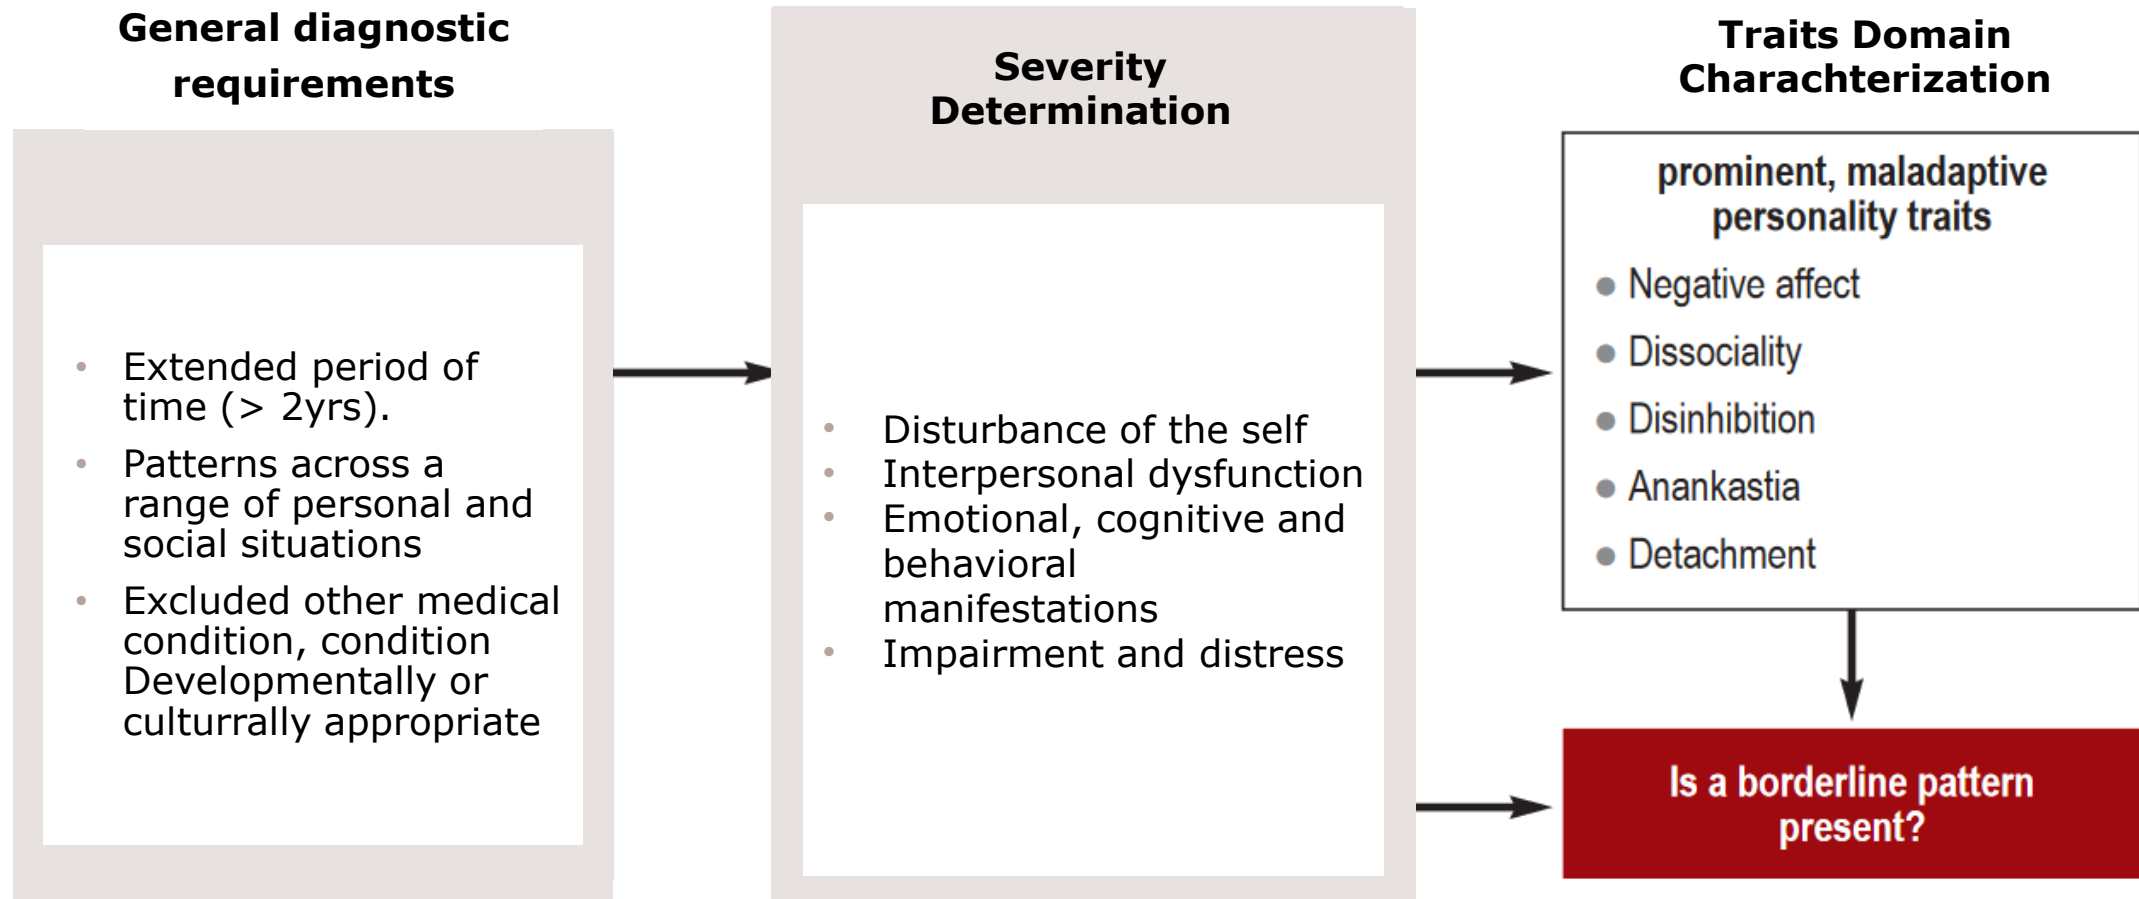 General diagnostic
requirements
• Extended period of
time (> 2yrs).
• Patterns across a
range of personal and
social situations
• Excluded other medical
condition, condition
Developmentally or
culturrally appropriate
Severity
Determination
• Disturbance of the self
• Interpersonal dysfunction
• Emotional, cognitive and
behavioral
manifestations
• Impairment and distress
Traits Domain
Charachterization
prominent, maladaptive
personality traits
● Negative affect
● Dissociality
● Disinhibition
● Anankastia
● Detachment
Is a borderline pattern
present?